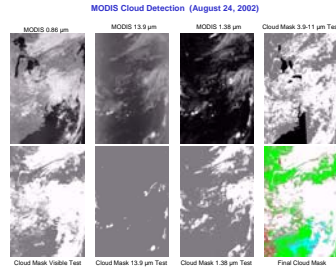 MODIS Cloud Detection (August 24, 2002)
MODIS 0.86 µm
MODIS 13.9 µm
MODIS 1.38 µm
Cloud Mask 3.9-11 µm Test
Cloud Mask Visible Test
Cloud Mask 13.9 µm Test
Cloud Mask 1.38 µm Test
Final Cloud Mask